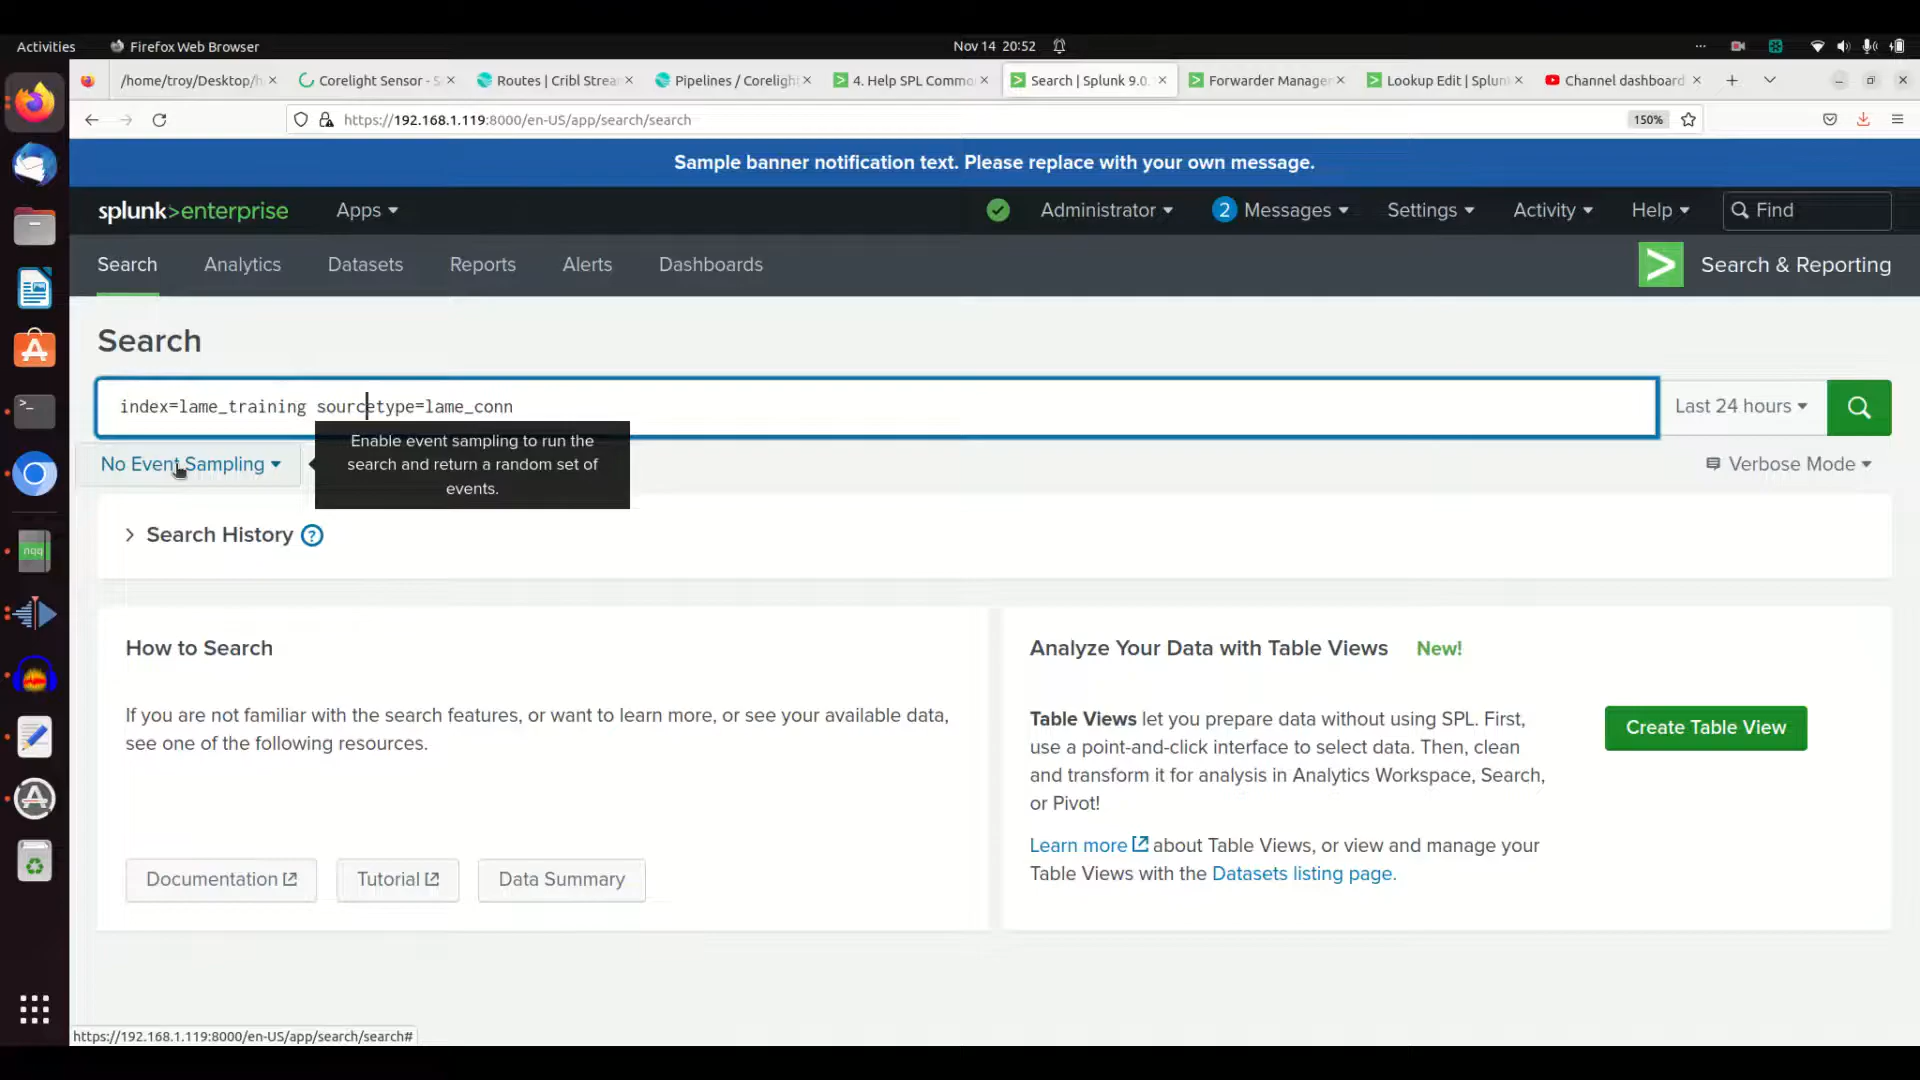 Activities
Firefox Web Browser
Nov 14 20:52
/home/troy/Desktop/h
Corelight Sensor - S
Routes | Cribl Strea
Pipelines / Coreligh
4. Help SPL Commo
Search | Splunk 9.0.
Forwarder Manage
Lookup Edit | Splun
Channel dashboard
https://192.168.1.119:8000/en-US/app/search/search
150%
Sample banner notification text. Please replace with your own message.
splunk>enterprise
Apps
Administrator
2 Messages
Settings
Activity
Help
Find
Search
Analytics
Datasets
Reports
Alerts
Dashboards
Search & Reporting
Search
index=lame_training sourcetype=lame_conn
Last 24 hours
No Event Sampling
Enable event sampling to run the
search and return a random set of
events.
Verbose Mode
Search History ?
How to Search
If you are not familiar with the search features, or want to learn more, or see your available data,
see one of the following resources.
Documentation
Tutorial
Data Summary
Analyze Your Data with Table Views New!
Table Views let you prepare data without using SPL. First,
use a point-and-click interface to select data. Then, clean
and transform it for analysis in Analytics Workspace, Search,
or Pivot!
Learn more about Table Views, or view and manage your
Table Views with the Datasets listing page.
Create Table View
nqq
https://192.168.1.119:8000/en-US/app/search/search#